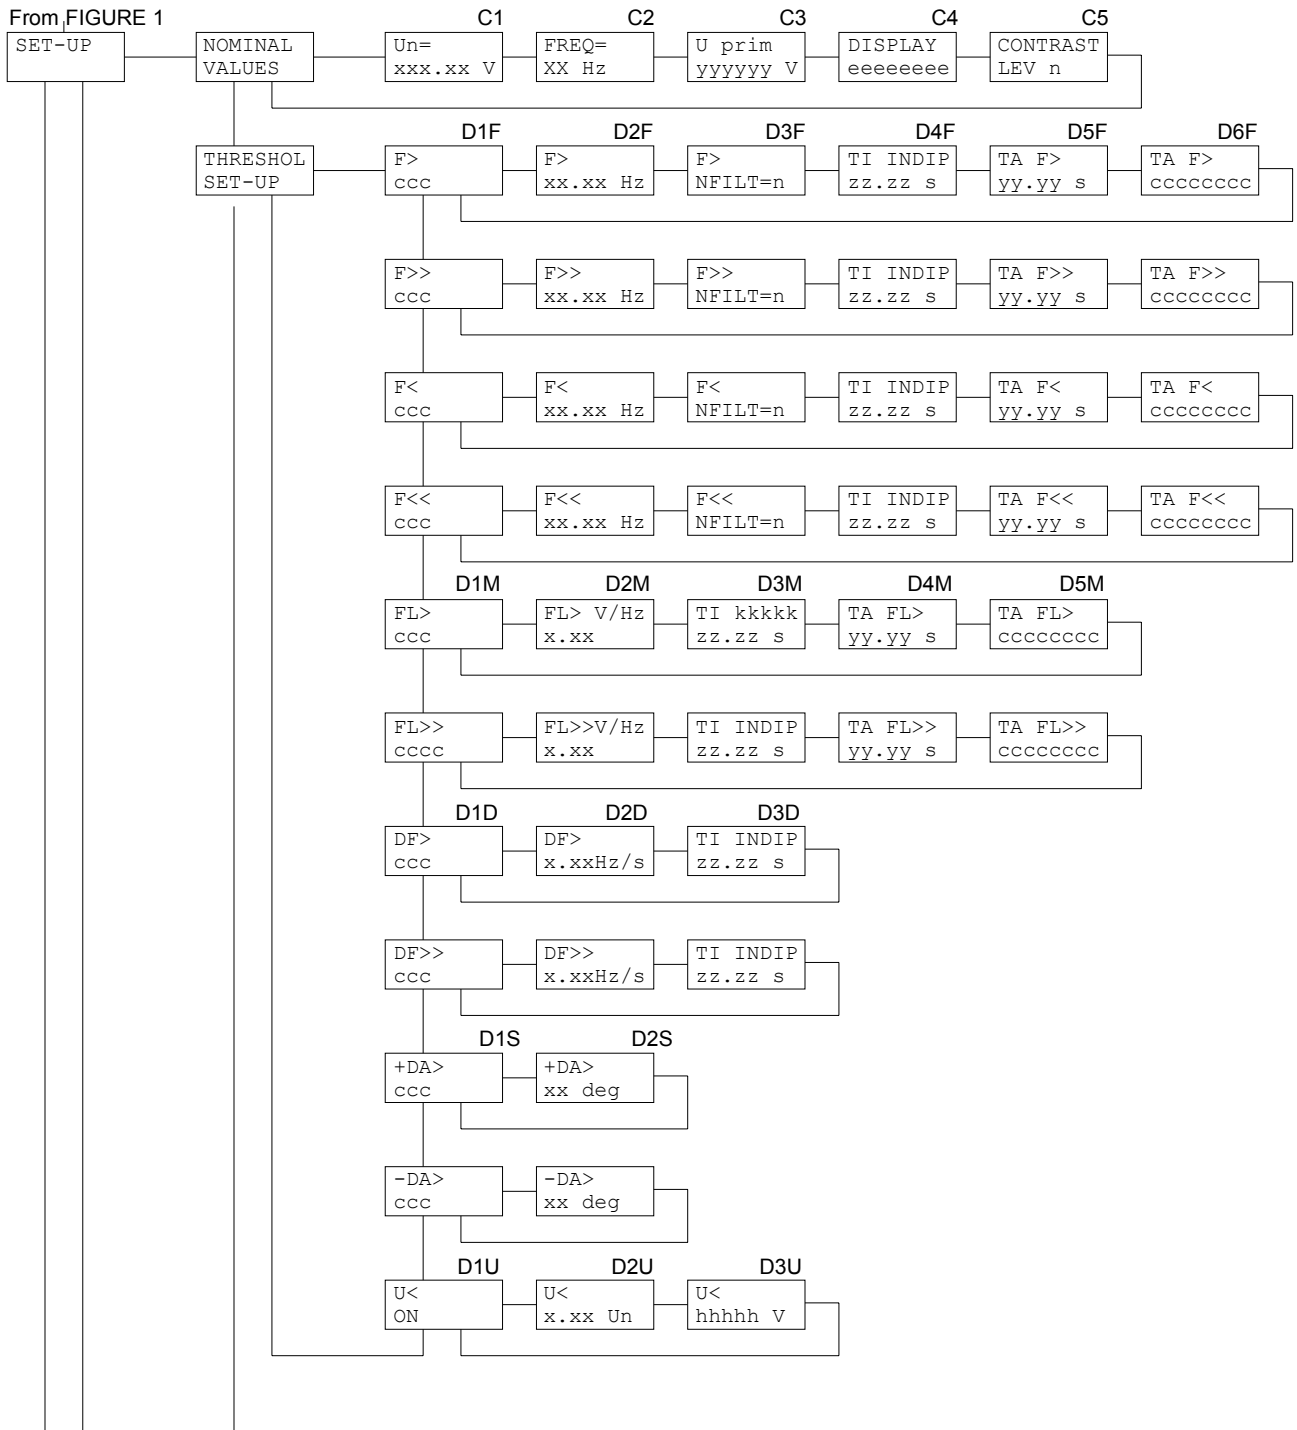 From FIGURE 1 C1 C2 C3 C4 C5
SET-UP NOMINAL Un= FREQ= U prim DISPLAY CONTRAST
VALUES xxx.xx V XX Hz yyyyyy V eeeeeeee LEV n
D1F D2F D3F D4F D5F D6F
THRESHOL F> F> F> TI INDIP TA F> TA F>
SET-UP ccc xx.xx Hz NFILT=n zz.zz s yy.yy s cccccccc
F>> F>> F>> TI INDIP TA F>> TA F>>
ccc xx.xx Hz NFILT=n zz.zz s yy.yy s cccccccc
F< F< F< TI INDIP TA F< TA F<
ccc xx.xx Hz NFILT=n zz.zz s yy.yy s cccccccc
F<< F<< F<< TI INDIP TA F<< TA F<<
ccc xx.xx Hz NFILT=n zz.zz s yy.yy s cccccccc
D1M D2M D3M D4M D5M
FL> FL> V/Hz TI kkkkk TA FL> TA FL>
ccc x.xx zz.zz s yy.yy s cccccccc
FL>> FL>>V/Hz TI INDIP TA FL>> TA FL>>
cccc x.xx zz.zz s yy.yy s cccccccc
D1D D2D D3D
DF> DF> TI INDIP
ccc x.xxHz/s zz.zz s
DF>> DF>> TI INDIP
ccc x.xxHz/s zz.zz s
D1S D2S
+DA> +DA>
ccc xx deg
-DA> -DA>
ccc xx deg
D1U D2U D3U
U< U< U<
ON x.xx Un hhhhh V